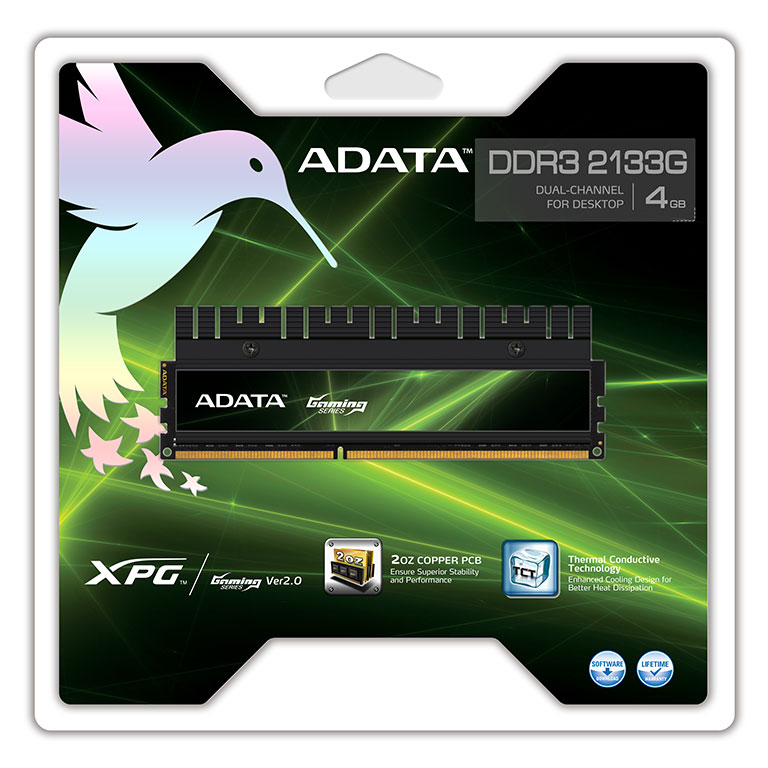 ADATA™
DDR3 2133G
DUAL-CHANNEL
FOR DESKTOP
4GB
ADATA
ADATA™
Gaming
SERIES
XPG™
Gaming
SERIES
Ver2.0
2OZ
2OZ COPPER PCB
Ensure Superior Stability
and Performance
TCT
Thermal Conductive
Technology
Enhanced Cooling Design for
Better Heat Dissipation
SOFTWARE
DOWNLOAD
LIFETIME
WARRANTY